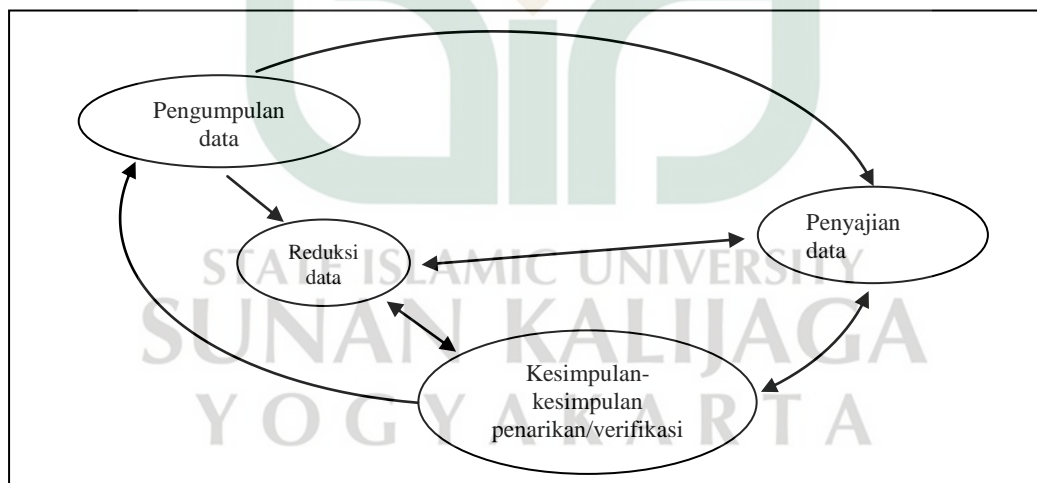 Pengumpulan
data
Penyajian
data
Reduksi
data
STATE ISLAMIC UNIVERSITY
SUNAN KALIJAGA
YOGYAKARTA
Kesimpulan-
kesimpulan
penarikan/verifikasi